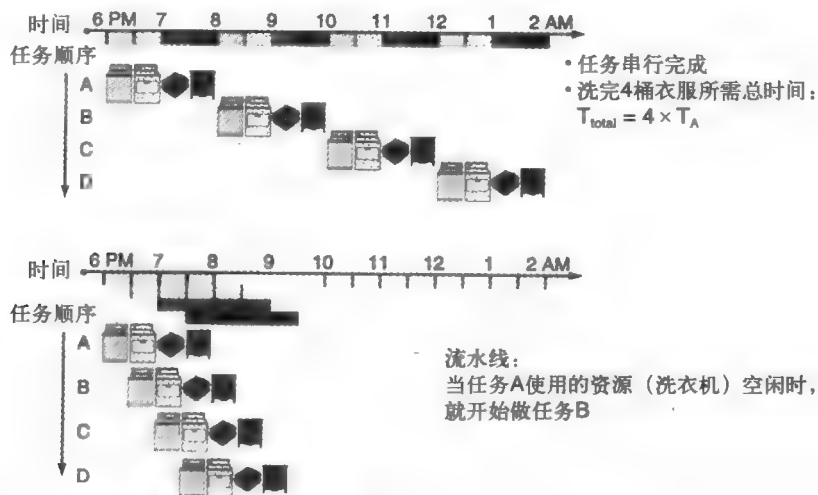 时间 6 PM 7 8 9 10 11 12 1 2 AM
任务顺序
A
B
C
D
• 任务串行完成
• 洗完4桶衣服所需总时间：
T_total = 4 × T_A
时间 6 PM 7 8 9 10 11 12 1 2 AM
任务顺序
A
B
C
D
流水线：
当任务A使用的资源（洗衣机）空闲时，
就开始做任务B